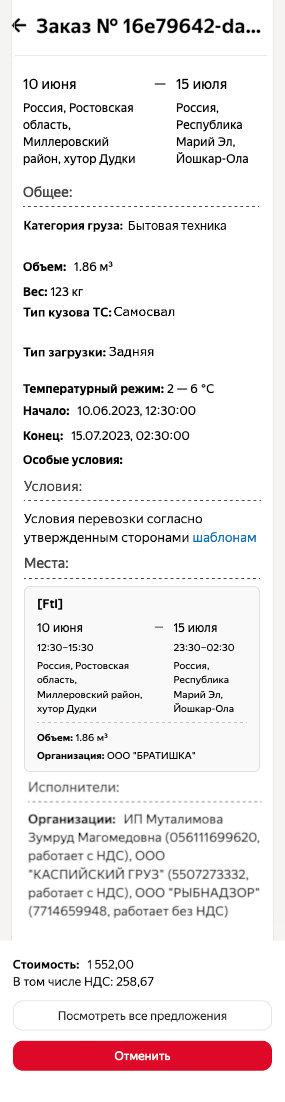 ← Заказ № 16e79642-da...
10 июня — 15 июля
Россия, Ростовская
область,
Миллеровский
район, хутор Дудки
Россия,
Республика
Марий Эл,
Йошкар-Ола
Общее:
Категория груза: Бытовая техника
Объем: 1.86 м³
Вес: 123 кг
Тип кузова ТС: Самосвал
Тип загрузки: Задняя
Температурный режим: 2 — 6 °C
Начало: 10.06.2023, 12:30:00
Конец: 15.07.2023, 02:30:00
Особые условия:
Условия:
Условия перевозки согласно
утвержденным сторонами шаблонам
Места:
[Ftl]
10 июня — 15 июля
12:30–15:30
23:30–02:30
Россия, Ростовская
область,
Миллеровский район,
хутор Дудки
Россия,
Республика
Марий Эл,
Йошкар-Ола
Объем: 1.86 м³
Организация: ООО "БРАТИШКА"
Исполнители:
Организации: ИП Муталимова
Зумруд Магомедовна (056111699620,
работает с НДС), ООО
"КАСПИЙСКИЙ ГРУЗ" (5507273332,
работает с НДС), ООО "РЫБНАДЗОР"
(7714659948, работает без НДС)
Стоимость: 1 552,00
В том числе НДС: 258,67
Посмотреть все предложения
Отменить